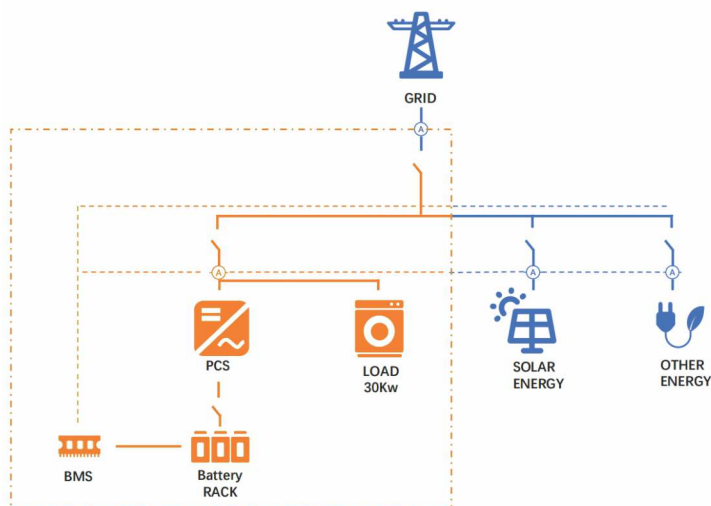 GRID
A
A
A
A
PCS
LOAD
30Kw
SOLAR
ENERGY
OTHER
ENERGY
BMS
Battery
RACK